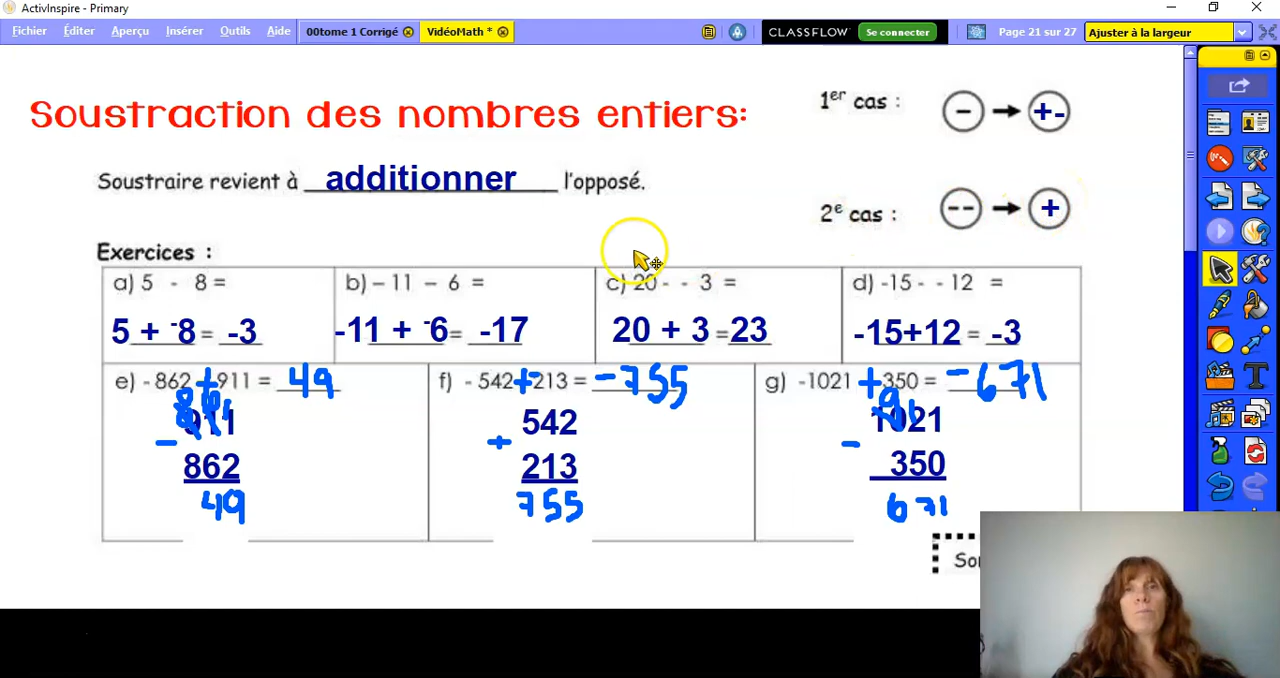 ActivInspire - Primary
Fichier Éditer Aperçu Insérer Outils Aide 00tome 1 Corrigé VidéoMath * CLASSFLOW Se connecter Page 21 sur 27 Ajuster à la largeur
Soustraction des nombres entiers:
1er cas : - → +-
Soustraire revient à additionner l'opposé.
2e cas : -- → +
Exercices :
a) 5 - 8 =
5 + -8 = -3
b) – 11 – 6 =
-11 + -6 = -17
c) 20 - - 3 =
20 + 3 = 23
d) -15 - - 12 =
-15+12 = -3
e) - 862 + 911 = 49
911
- 862
49
f) - 542 + - 213 = -755
542
+ 213
755
g) -1021 + 350 = -671
1021
- 350
671